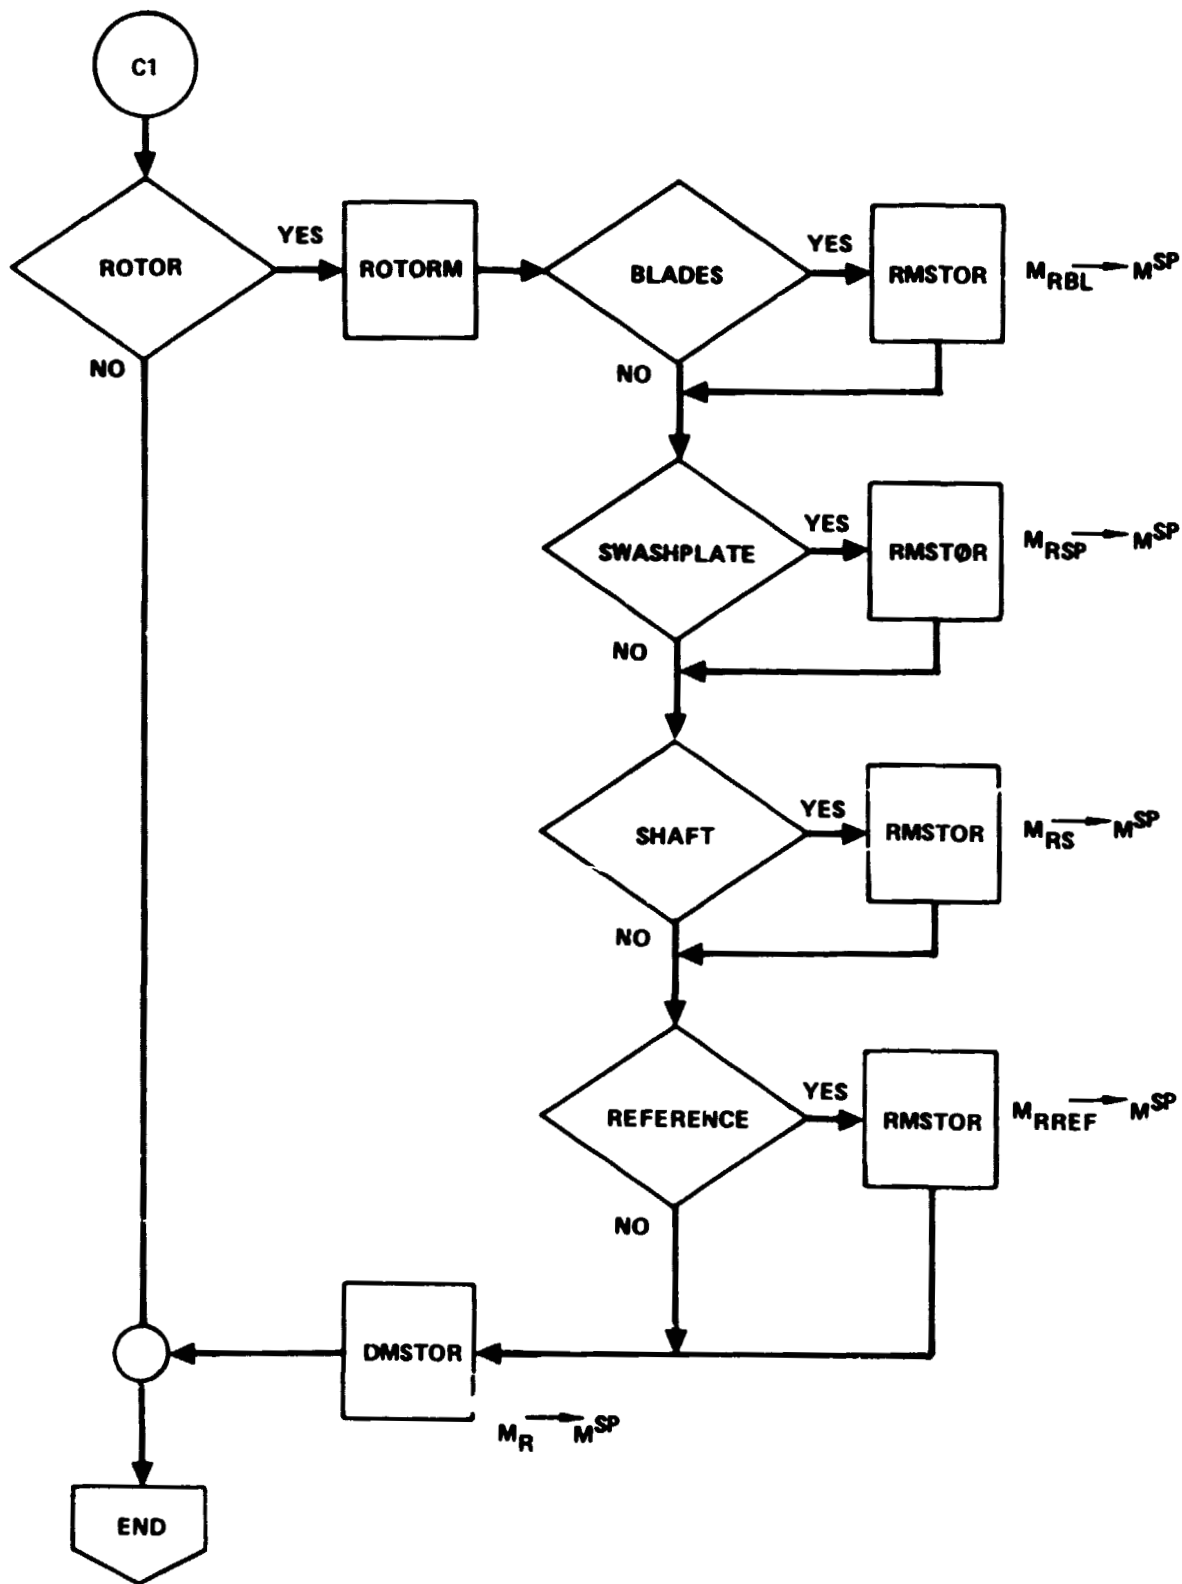 C1
ROTOR
YES
ROTORM
BLADES
YES
RMSTOR
M_RBL → M^SP
NO
NO
SWASHPLATE
YES
RMSTØR
M_RSP → M^SP
NO
SHAFT
YES
RMSTOR
M_RS → M^SP
NO
REFERENCE
YES
RMSTOR
M_RREF → M^SP
NO
DMSTOR
M_R → M^SP
END